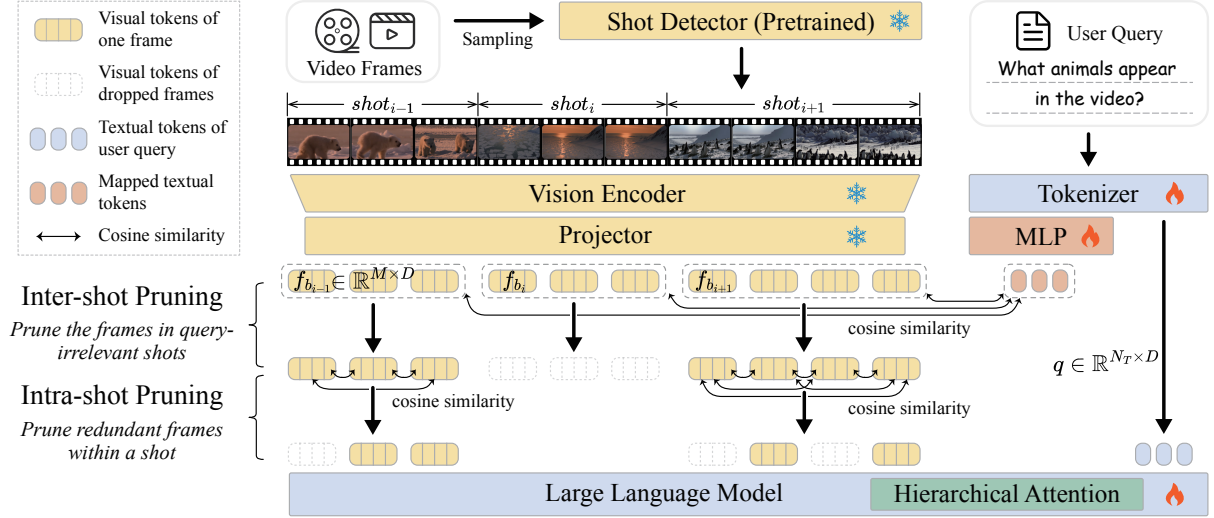 Visual tokens of
one frame
Visual tokens of
dropped frames
Textual tokens of
user query
Mapped textual
tokens
Cosine similarity
Video Frames
Sampling
Shot Detector (Pretrained)
User Query
What animals appear
in the video?
shot_{i-1}
shot_i
shot_{i+1}
Vision Encoder
Tokenizer
Projector
MLP
f_{b_{i-1}} ∈ ℝ^{M×D}
f_{b_i}
f_{b_{i+1}}
Inter-shot Pruning
Prune the frames in query-
irrelevant shots
cosine similarity
q ∈ ℝ^{N_T×D}
Intra-shot Pruning
Prune redundant frames
within a shot
cosine similarity
cosine similarity
Large Language Model
Hierarchical Attention